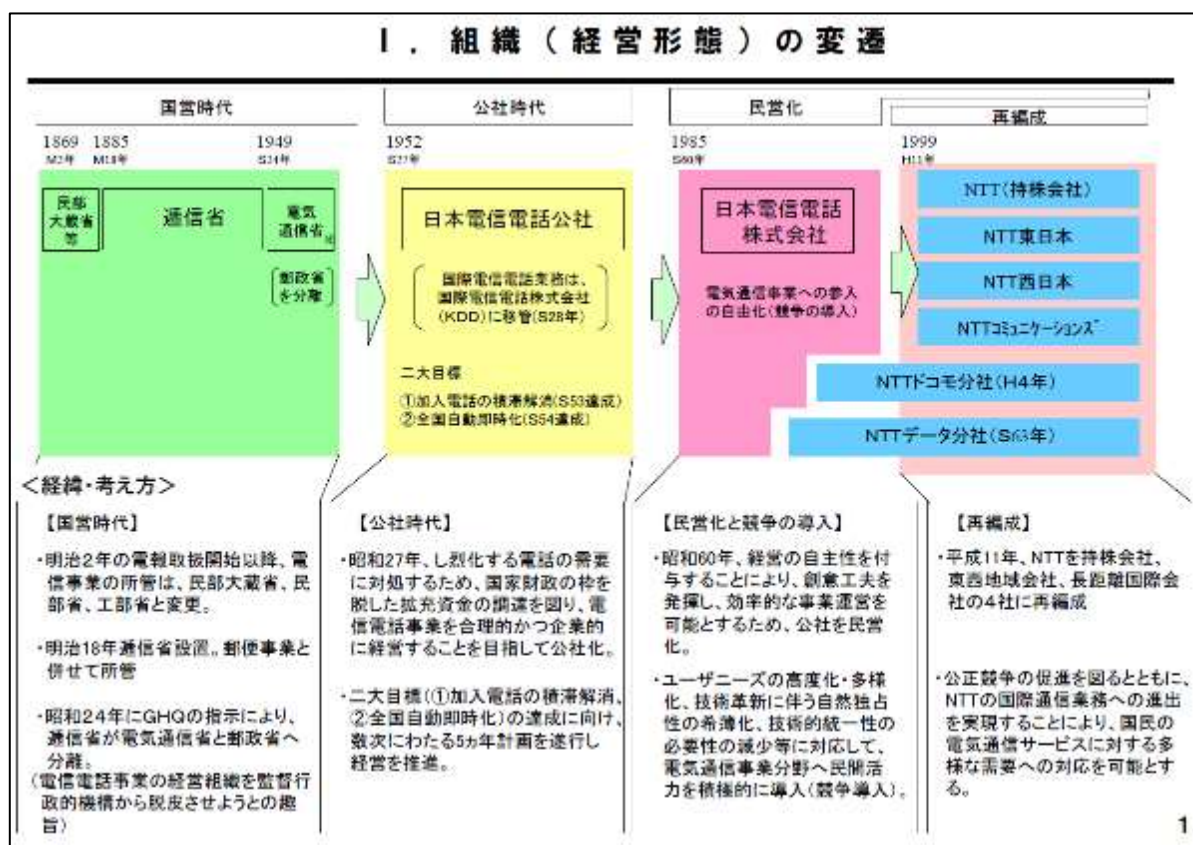 Ⅰ．組織（経営形態）の変遷
国営時代
公社時代
民営化
再編成
1869
M2年
1885
M18年
1949
S24年
1952
S27年
1985
S60年
1999
H11年
民部
大蔵省
等
逓信省
電気
通信省
郵政省
を分離
日本電信電話公社
国際電信電話業務は、
国際電信電話株式会社
(KDD)に移管(S28年)
二大目標
①加入電話の積滞解消(S53達成)
②全国自動即時化(S54達成)
日本電信電話
株式会社
電気通信事業への参入
の自由化(競争の導入)
NTT(持株会社)
NTT東日本
NTT西日本
NTTｺﾐｭﾆｹｰｼｮﾝｽﾞ
NTTドコモ分社(H4年)
NTTデータ分社(S63年)
＜経緯・考え方＞
【国営時代】
・明治2年の電報取扱開始以降、電
信事業の所管は、民部大蔵省、民
部省、工部省と変更。
・明治18年逓信省設置。郵便事業と
併せて所管
・昭和24年にGHQの指示により、
逓信省が電気通信省と郵政省へ
分離。
(電信電話事業の経営組織を監督行
政的機構から脱皮させようとの趣
旨)
【公社時代】
・昭和27年、し烈化する電話の需要
に対処するため、国家財政の枠を
脱した拡充資金の調達を図り、電
信電話事業を合理的かつ企業的
に経営することを目指して公社化。
・二大目標(①加入電話の積滞解消、
②全国自動即時化)の達成に向け、
数次にわたる5ヵ年計画を遂行し
経営を推進。
【民営化と競争の導入】
・昭和60年、経営の自主性を付
与することにより、創意工夫を
発揮し、効率的な事業運営を
可能とするため、公社を民営
化。
・ユーザニーズの高度化・多様
化、技術革新に伴う自然独占
性の希薄化、技術的統一性の
必要性の減少等に対応して、
電気通信事業分野へ民間活
力を積極的に導入(競争導入)。
【再編成】
・平成11年、NTTを持株会社、
東西地域会社、長距離国際会
社の4社に再編成
・公正競争の促進を図るとともに、
NTTの国際通信業務への進出
を実現することにより、国民の
電気通信サービスに対する多
様な需要への対応を可能とす
る。
1